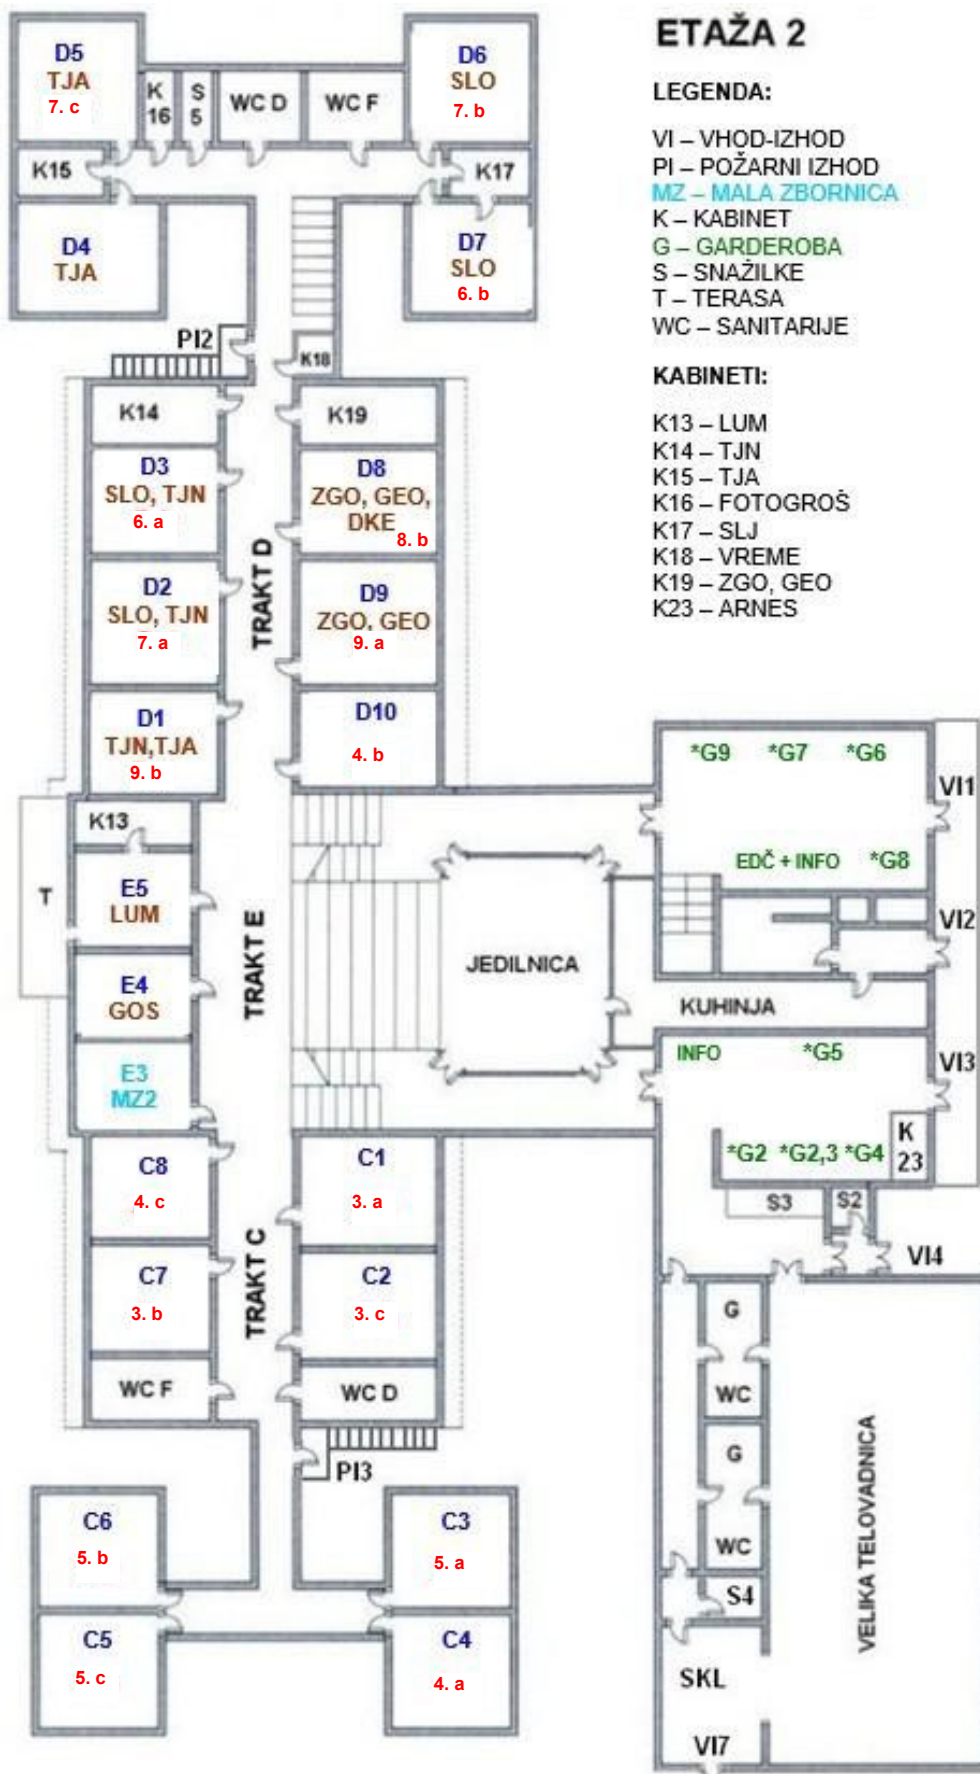 ETAŽA 2
LEGENDA:
VI – VHOD-IZHOD
PI – POŽARNI IZHOD
MZ – MALA ZBORNICA
K – KABINET
G – GARDEROBA
S – SNAŽILKE
T – TERASA
WC – SANITARIJE
KABINETI:
K13 – LUM
K14 – TJN
K15 – TJA
K16 – FOTOGROŠ
K17 – SLJ
K18 – VREME
K19 – ZGO, GEO
K23 – ARNES
D5
TJA
7. c
K
16
S
5
WC D
WC F
D6
SLO
7. b
K15
K17
D4
TJA
D7
SLO
6. b
PI2
K18
K14
K19
D3
SLO, TJN
6. a
D8
ZGO, GEO,
DKE
8. b
TRAKT D
D2
SLO, TJN
7. a
D9
ZGO, GEO
9. a
D1
TJN,TJA
9. b
D10
4. b
*G9 *G7 *G6
VI1
EDČ + INFO *G8
K13
T
E5
LUM
TRAKT E
VI2
E4
GOS
JEDILNICA
KUHINJA
E3
MZ2
INFO *G5
VI3
*G2 *G2,3 *G4
K
23
C8
4. c
C1
3. a
S3
S2
VI4
TRAKT C
C7
3. b
C2
3. c
G
WC F
WC D
WC
G
PI3
WC
VELIKA TELOVADNICA
C6
5. b
C3
5. a
S4
C5
5. c
C4
4. a
SKL
VI7